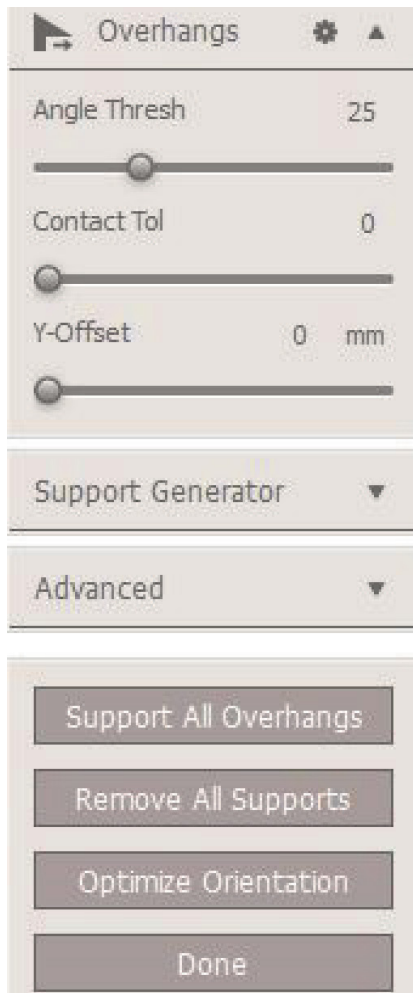 Overhangs
Angle Thresh 25
Contact Tol 0
Y-Offset 0 mm
Support Generator
Advanced
Support All Overhangs
Remove All Supports
Optimize Orientation
Done